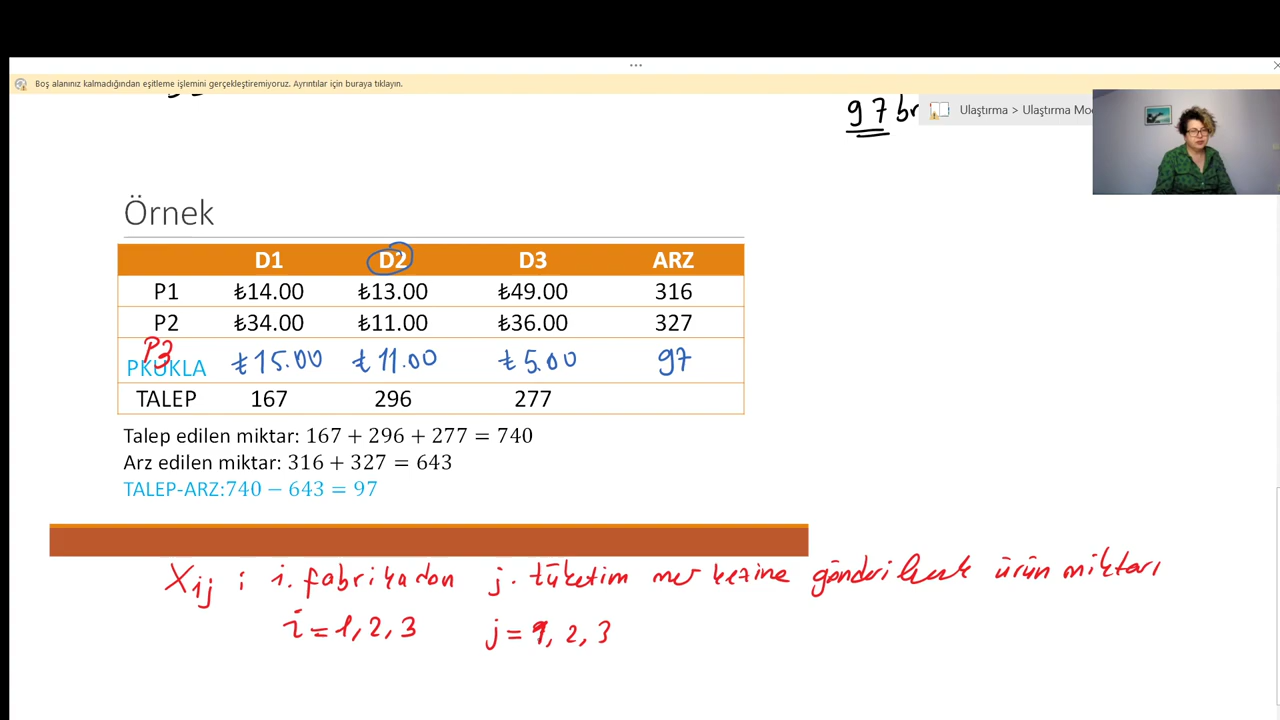 Boş alanınız kalmadığından eşitleme işlemini gerçekleştiremiyoruz. Ayrıntılar için buraya tıklayın.
97 br
Ulaştırma > Ulaştırma Mo
Örnek
D1 D2 D3 ARZ
P1 ₺14.00 ₺13.00 ₺49.00 316
P2 ₺34.00 ₺11.00 ₺36.00 327
P3
PKUKLA ₺15.00 ₺11.00 ₺5.00 97
TALEP 167 296 277
Talep edilen miktar: 167 + 296 + 277 = 740
Arz edilen miktar: 316 + 327 = 643
TALEP-ARZ:740 − 643 = 97
Xij : i. fabrikadan j. tüketim merkezine gönderilecek ürün miktarı
i = 1, 2, 3 j = 1, 2, 3